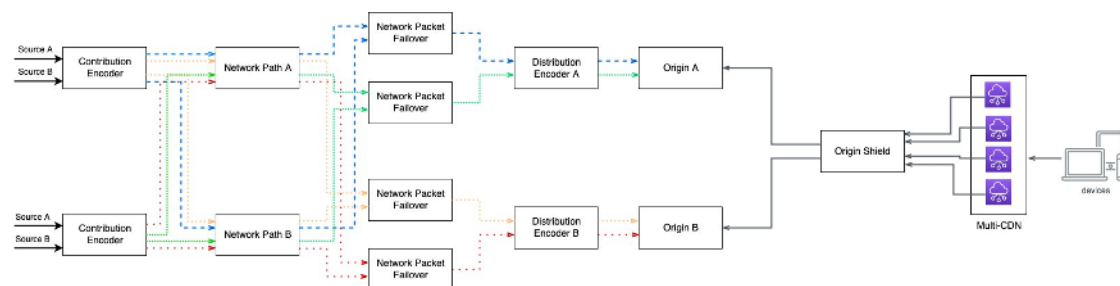 Source A
Source B
Contribution
Encoder
Network Path A
Network Packet
Failover
Network Packet
Failover
Distribution
Encoder A
Origin A
Source A
Source B
Contribution
Encoder
Network Path B
Network Packet
Failover
Network Packet
Failover
Distribution
Encoder B
Origin B
Origin Shield
Multi-CDN
devices